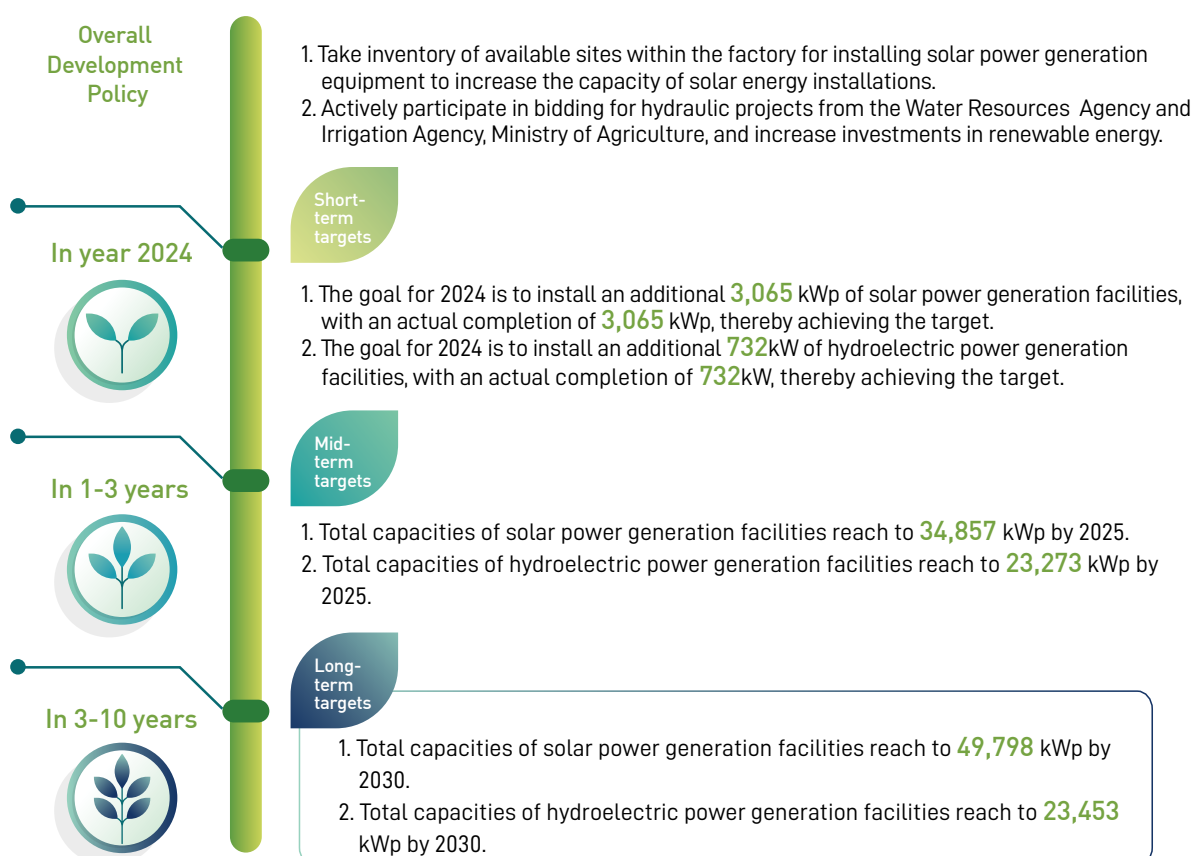 Overall
Development
Policy
1. Take inventory of available sites within the factory for installing solar power generation
equipment to increase the capacity of solar energy installations.
2. Actively participate in bidding for hydraulic projects from the Water Resources Agency and
Irrigation Agency, Ministry of Agriculture, and increase investments in renewable energy.
Short-
term
targets
In year 2024
1. The goal for 2024 is to install an additional 3,065 kWp of solar power generation facilities,
with an actual completion of 3,065 kWp, thereby achieving the target.
2. The goal for 2024 is to install an additional 732kW of hydroelectric power generation
facilities, with an actual completion of 732kW, thereby achieving the target.
Mid-
term
targets
In 1-3 years
1. Total capacities of solar power generation facilities reach to 34,857 kWp by 2025.
2. Total capacities of hydroelectric power generation facilities reach to 23,273 kWp by
2025.
Long-
term
targets
In 3-10 years
1. Total capacities of solar power generation facilities reach to 49,798 kWp by
2030.
2. Total capacities of hydroelectric power generation facilities reach to 23,453
kWp by 2030.